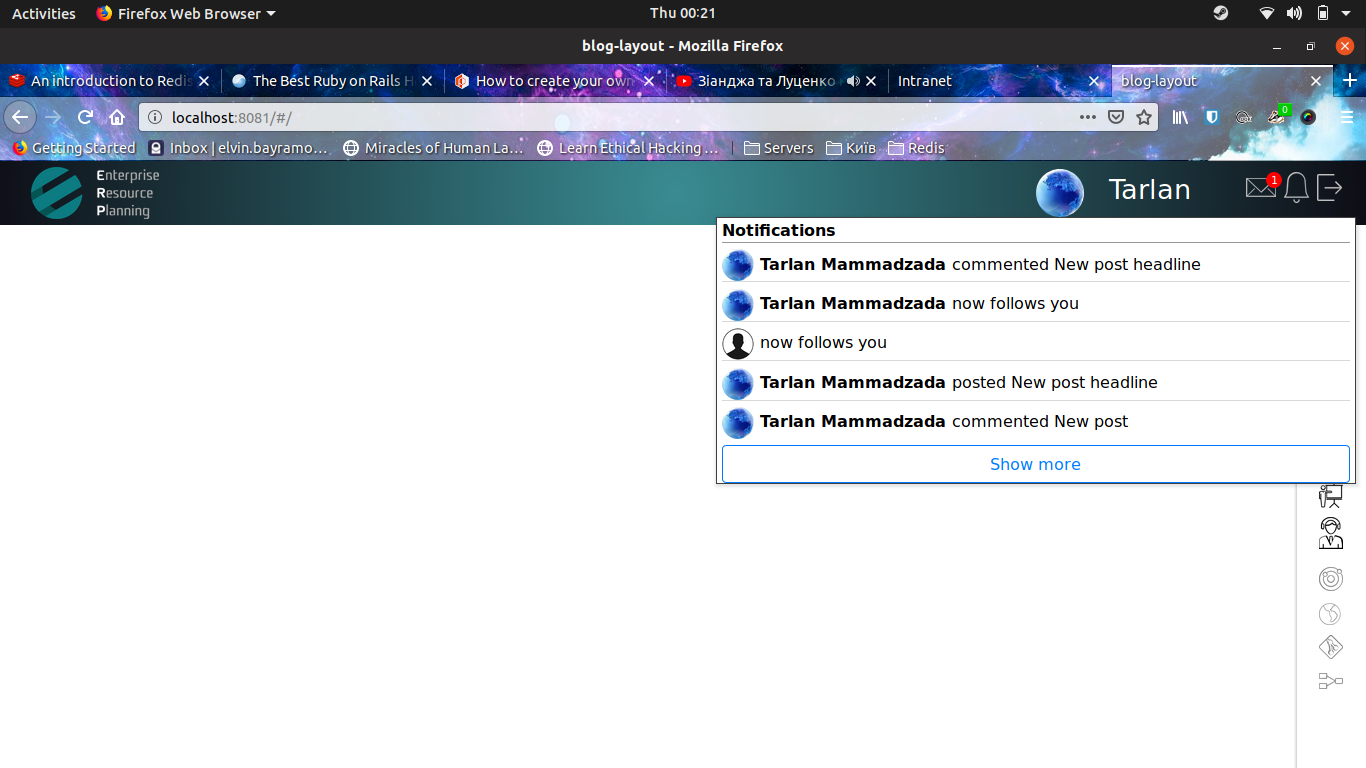 Activities Firefox Web Browser Thu 00:21
blog-layout - Mozilla Firefox
An introduction to Redis The Best Ruby on Rails H How to create your own Зіанджа та Луценко Intranet blog-layout
localhost:8081/#/ 0
Getting Started Inbox | elvin.bayramo… Miracles of Human La… Learn Ethical Hacking … Servers Київ Redis
Enterprise
Resource
Planning
Tarlan 1
Notifications
Tarlan Mammadzada commented New post headline
Tarlan Mammadzada now follows you
now follows you
Tarlan Mammadzada posted New post headline
Tarlan Mammadzada commented New post
Show more